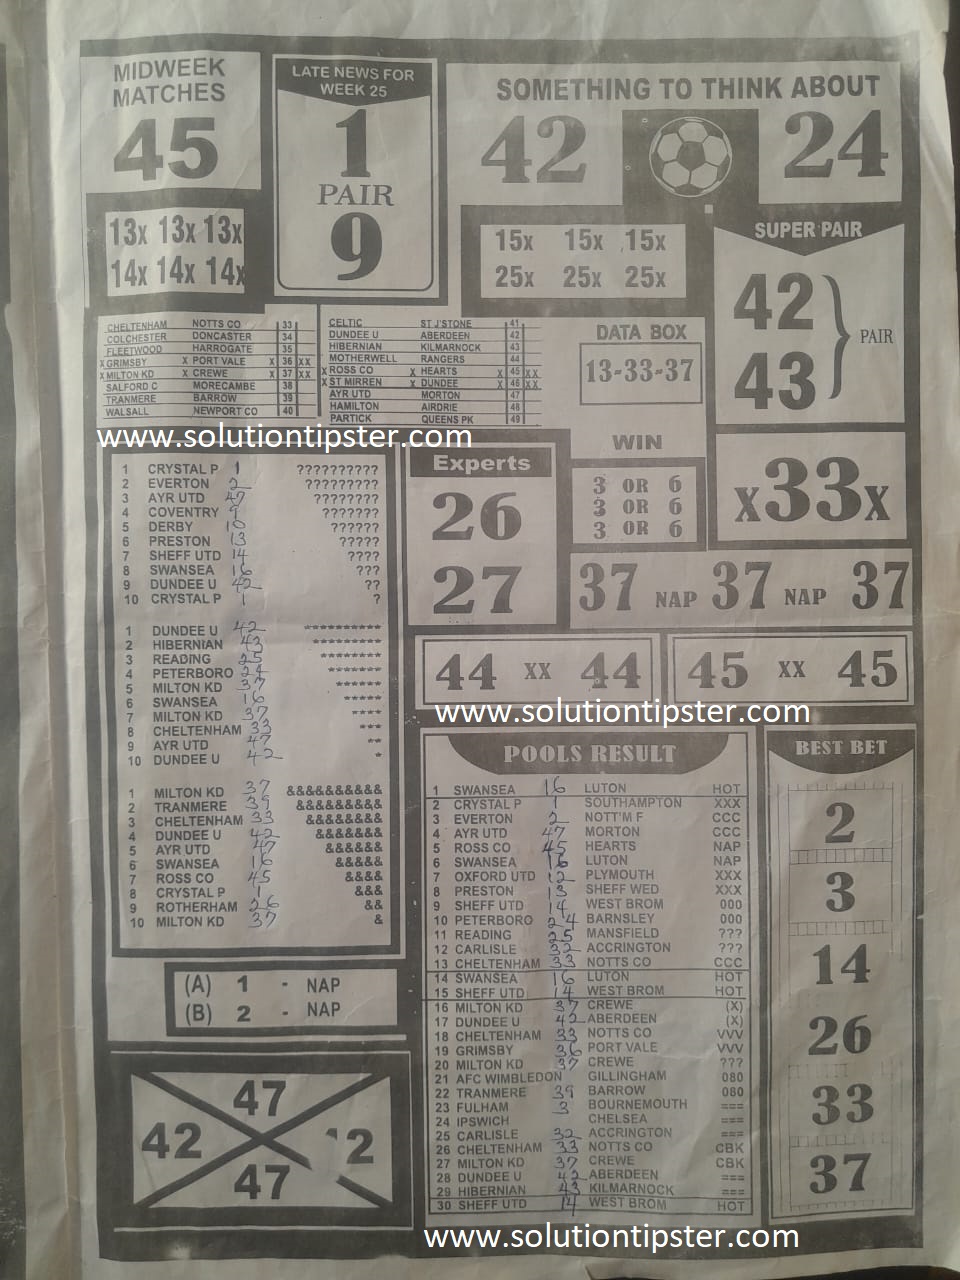 MIDWEEK
MATCHES
45
13x 13x 13x
14x 14x 14x
LATE NEWS FOR
WEEK 25
1
PAIR
9
SOMETHING TO THINK ABOUT
42 24
15x 15x 15x
25x 25x 25x
SUPER PAIR
42
43
PAIR
CHELTENHAM NOTTS CO 33
COLCHESTER DONCASTER 34
FLEETWOOD HARROGATE 35
X GRIMSBY X PORT VALE X 36 XX
X MILTON KD X CREWE X 37 XX
SALFORD C MORECAMBE 38
TRANMERE BARROW 39
WALSALL NEWPORT CO 40
CELTIC ST J'STONE 41
DUNDEE U ABERDEEN 42
HIBERNIAN KILMARNOCK 43
MOTHERWELL RANGERS 44
X ROSS CO X HEARTS X 45 XX
X ST MIRREN X DUNDEE X 46 XX
AYR UTD MORTON 47
HAMILTON AIRDRIE 48
PARTICK QUEENS PK 49
DATA BOX
13-33-37
WIN
3 OR 6
3 OR 6
3 OR 6
x33x
www.solutiontipster.com
1 CRYSTAL P 1 ??????????
2 EVERTON 2 ?????????
3 AYR UTD 47 ????????
4 COVENTRY 9 ???????
5 DERBY 10 ??????
6 PRESTON 13 ?????
7 SHEFF UTD 14 ????
8 SWANSEA 16 ???
9 DUNDEE U 42 ??
10 CRYSTAL P 1 ?
1 DUNDEE U 42 **********
2 HIBERNIAN 43 *********
3 READING 25 ********
4 PETERBORO 24 *******
5 MILTON KD 37 ******
6 SWANSEA 16 *****
7 MILTON KD 37 ****
8 CHELTENHAM 33 ***
9 AYR UTD 47 **
10 DUNDEE U 42 *
1 MILTON KD 37 &&&&&&&&&&
2 TRANMERE 39 &&&&&&&&&
3 CHELTENHAM 33 &&&&&&&&
4 DUNDEE U 42 &&&&&&&
5 AYR UTD 47 &&&&&&
6 SWANSEA 16 &&&&&
7 ROSS CO 45 &&&&
8 CRYSTAL P 1 &&&
9 ROTHERHAM 26 &&
10 MILTON KD 37 &
Experts
26
27
37 NAP 37 NAP 37
44 XX 44
45 XX 45
www.solutiontipster.com
(A) 1 - NAP
(B) 2 - NAP
47
42
47
POOLS RESULT
1 SWANSEA 16 LUTON HOT
2 CRYSTAL P 1 SOUTHAMPTON XXX
3 EVERTON 2 NOTT'M F CCC
4 AYR UTD 47 MORTON CCC
5 ROSS CO 45 HEARTS NAP
6 SWANSEA 16 LUTON NAP
7 OXFORD UTD 12 PLYMOUTH XXX
8 PRESTON 13 SHEFF WED XXX
9 SHEFF UTD 14 WEST BROM 000
10 PETERBORO 24 BARNSLEY 000
11 READING 25 MANSFIELD ???
12 CARLISLE 32 ACCRINGTON ???
13 CHELTENHAM 33 NOTTS CO CCC
14 SWANSEA 16 LUTON HOT
15 SHEFF UTD 14 WEST BROM HOT
16 MILTON KD 37 CREWE (X)
17 DUNDEE U 42 ABERDEEN (X)
18 CHELTENHAM 33 NOTTS CO VVV
19 GRIMSBY 36 PORT VALE VVV
20 MILTON KD 37 CREWE ???
21 AFC WIMBLEDON GILLINGHAM 080
22 TRANMERE 39 BARROW 080
23 FULHAM 3 BOURNEMOUTH ===
24 IPSWICH CHELSEA ===
25 CARLISLE 32 ACCRINGTON ===
26 CHELTENHAM 33 NOTTS CO CBK
27 MILTON KD 37 CREWE CBK
28 DUNDEE U 42 ABERDEEN ===
29 HIBERNIAN 43 KILMARNOCK ===
30 SHEFF UTD 14 WEST BROM HOT
BEST BET
2
3
14
26
33
37
www.solutiontipster.com